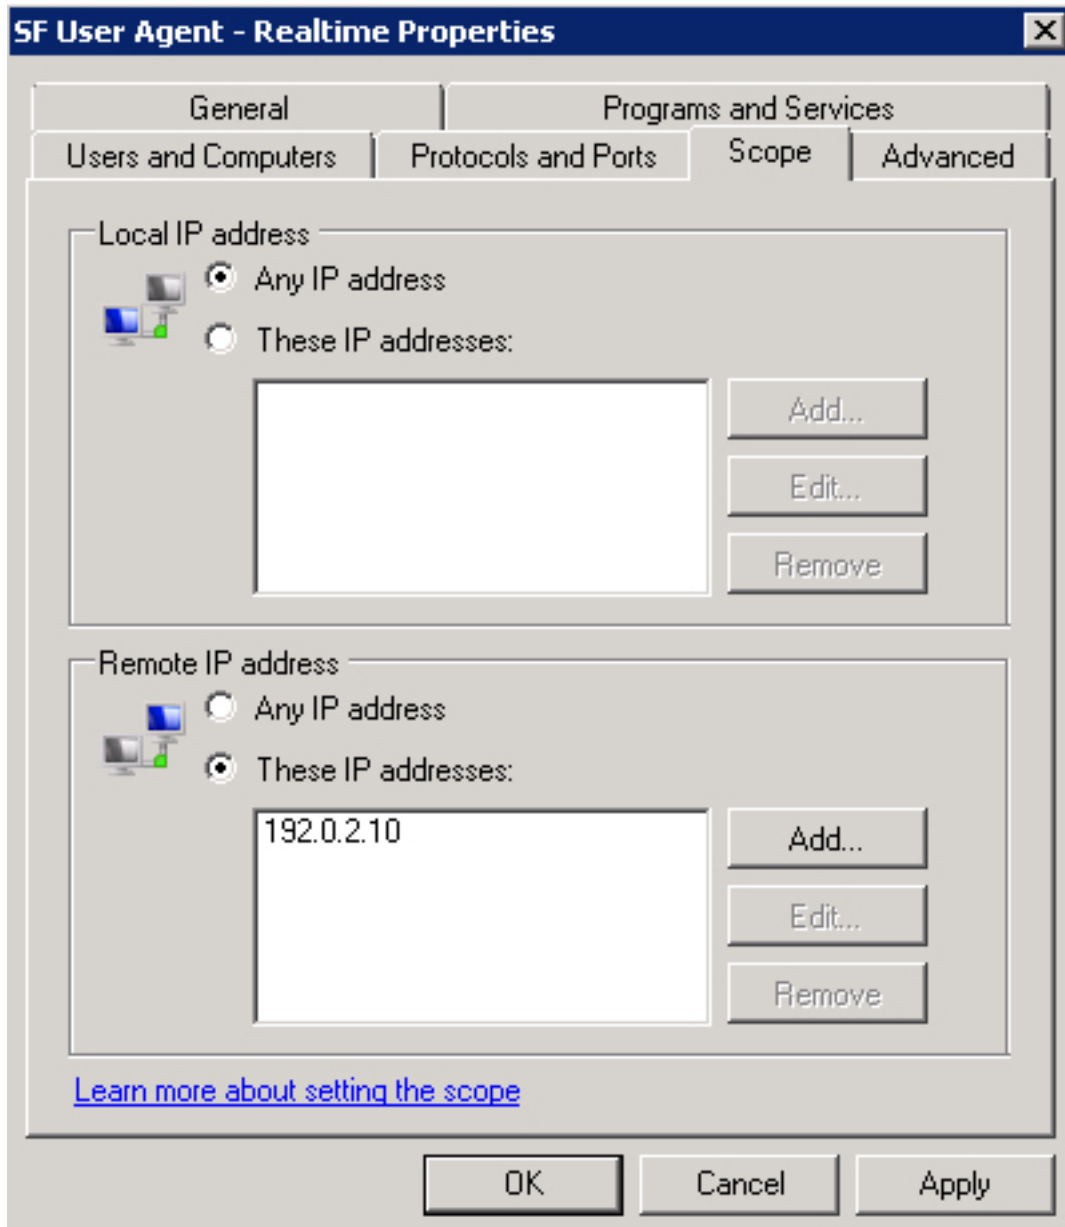 SF User Agent - Realtime Properties
General
Programs and Services
Users and Computers
Protocols and Ports
Scope
Advanced
Local IP address
Any IP address
These IP addresses:
Add...
Edit...
Remove
Remote IP address
Any IP address
These IP addresses:
192.0.2.10
Add...
Edit...
Remove
Learn more about setting the scope
OK
Cancel
Apply